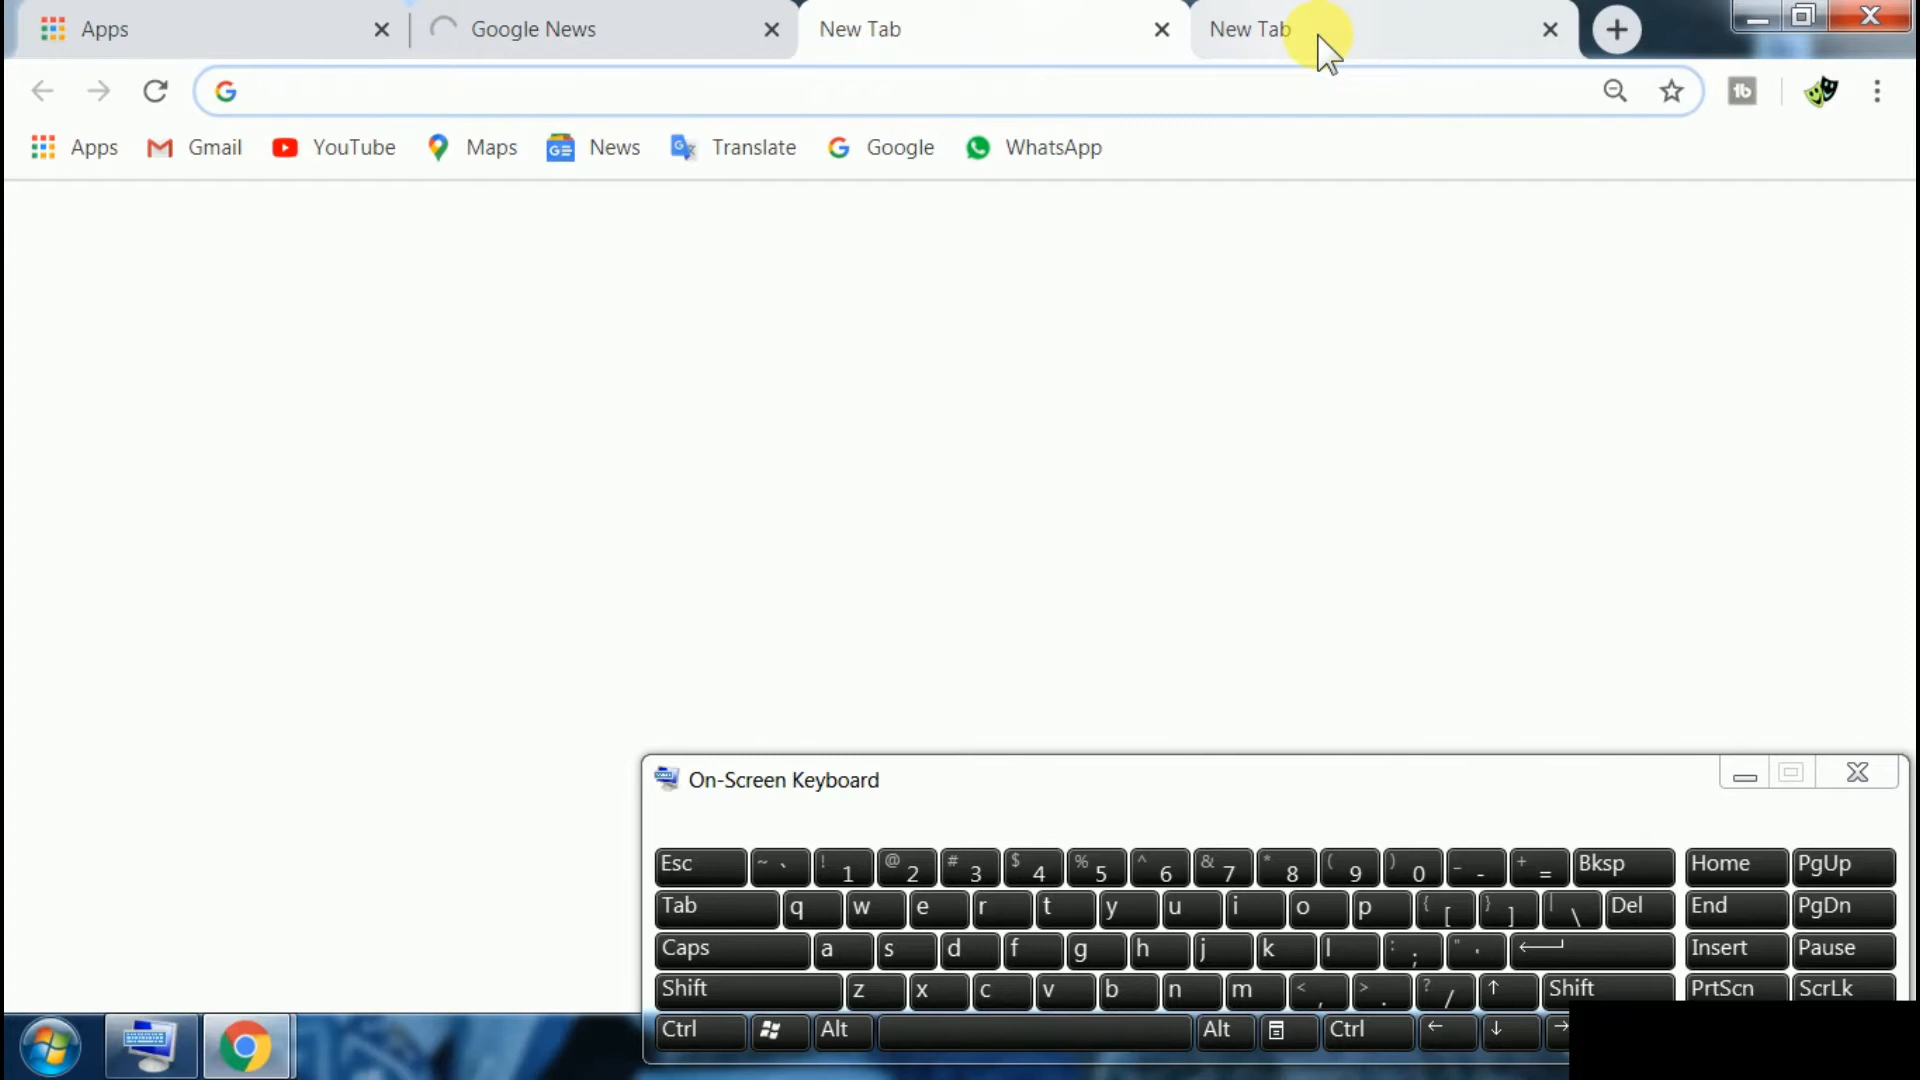 Apps Google News New Tab New Tab
Apps Gmail YouTube Maps News Translate Google WhatsApp
On-Screen Keyboard
Esc ~ ` ! 1 @ 2 # 3 $ 4 % 5 ^ 6 & 7 * 8 ( 9 ) 0 _ - + = Bksp Home PgUp
Tab q w e r t y u i o p { [ } ] | \ Del End PgDn
Caps a s d f g h j k l : ; " ' Insert Pause
Shift z x c v b n m < , > . ? / ↑ Shift PrtScn ScrLk
Ctrl Alt Alt Ctrl ← ↓ →